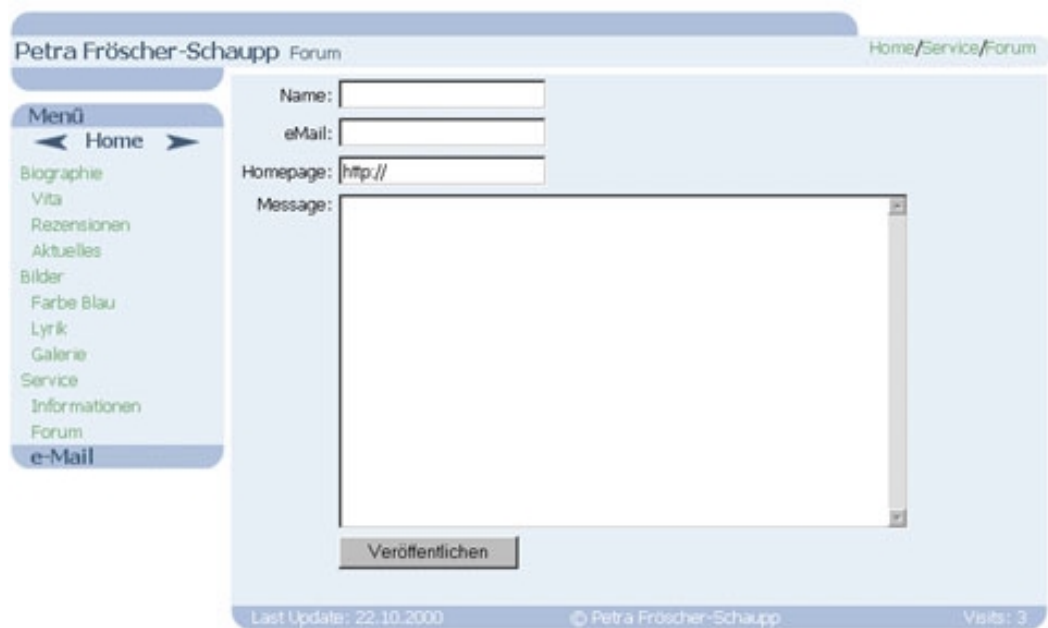 Petra Fröscher-Schaupp Forum
Home/Service/Forum
Menü
Home
Biographie
Vita
Rezensionen
Aktuelles
Bilder
Farbe Blau
Lyrik
Galerie
Service
Informationen
Forum
e-Mail
Name:
eMail:
Homepage: http://
Message:
Veröffentlichen
Last Update: 22.10.2000 © Petra Fröscher-Schaupp Visits: 3